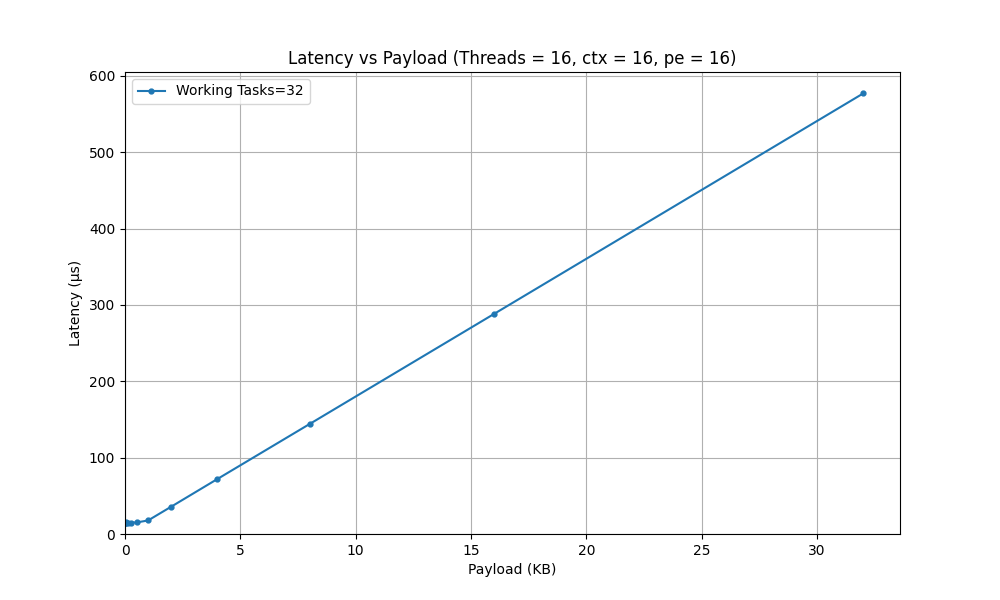 Latency vs Payload (Threads = 16, ctx = 16, pe = 16)
Working Tasks=32
600
500
400
300
200
100
0
Latency (µs)
0 5 10 15 20 25 30
Payload (KB)